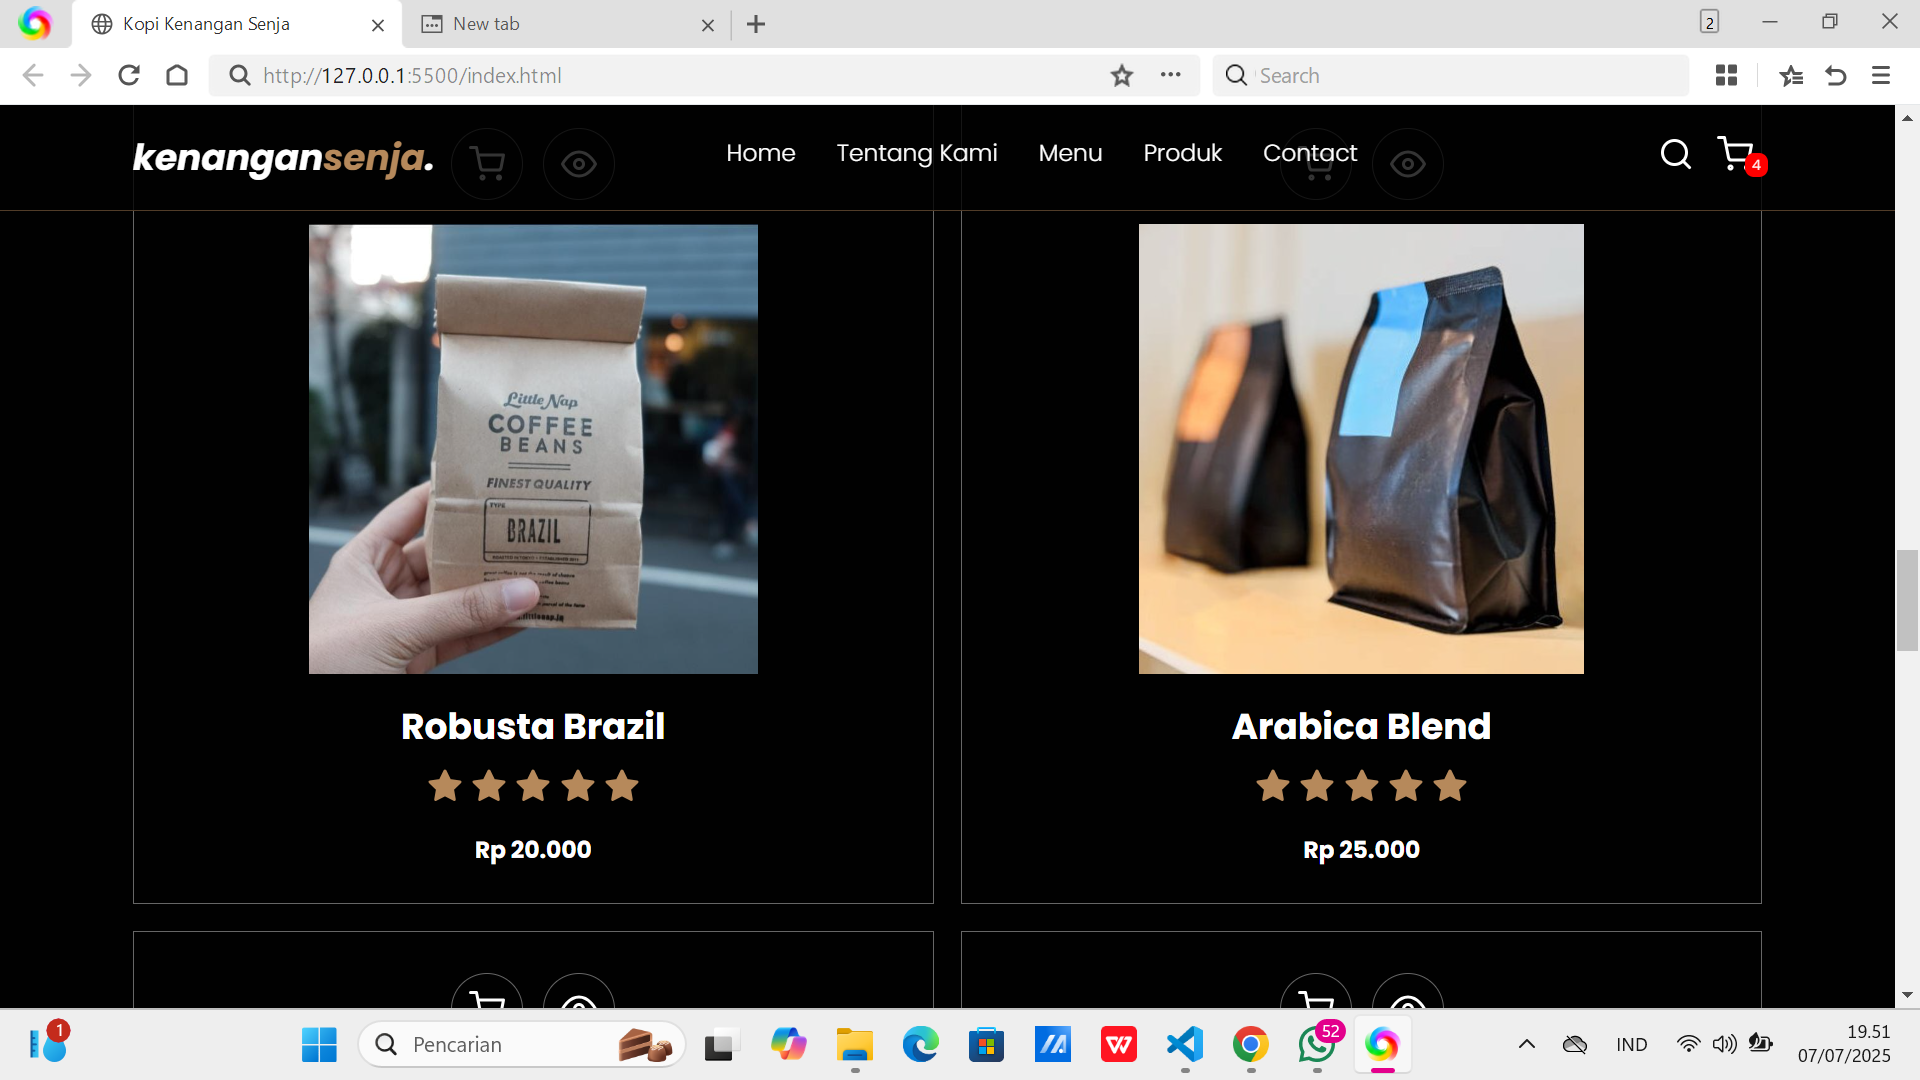 Kopi Kenangan Senja
New tab
2
http://127.0.0.1:5500/index.html
Search
kenangansenja.
Home
Tentang Kami
Menu
Produk
Contact
4
Little Nap
COFFEE
BEANS
FINEST QUALITY
TYPE
BRAZIL
Robusta Brazil
Rp 20.000
Arabica Blend
Rp 25.000
1
Pencarian
52
IND
19.51
07/07/2025